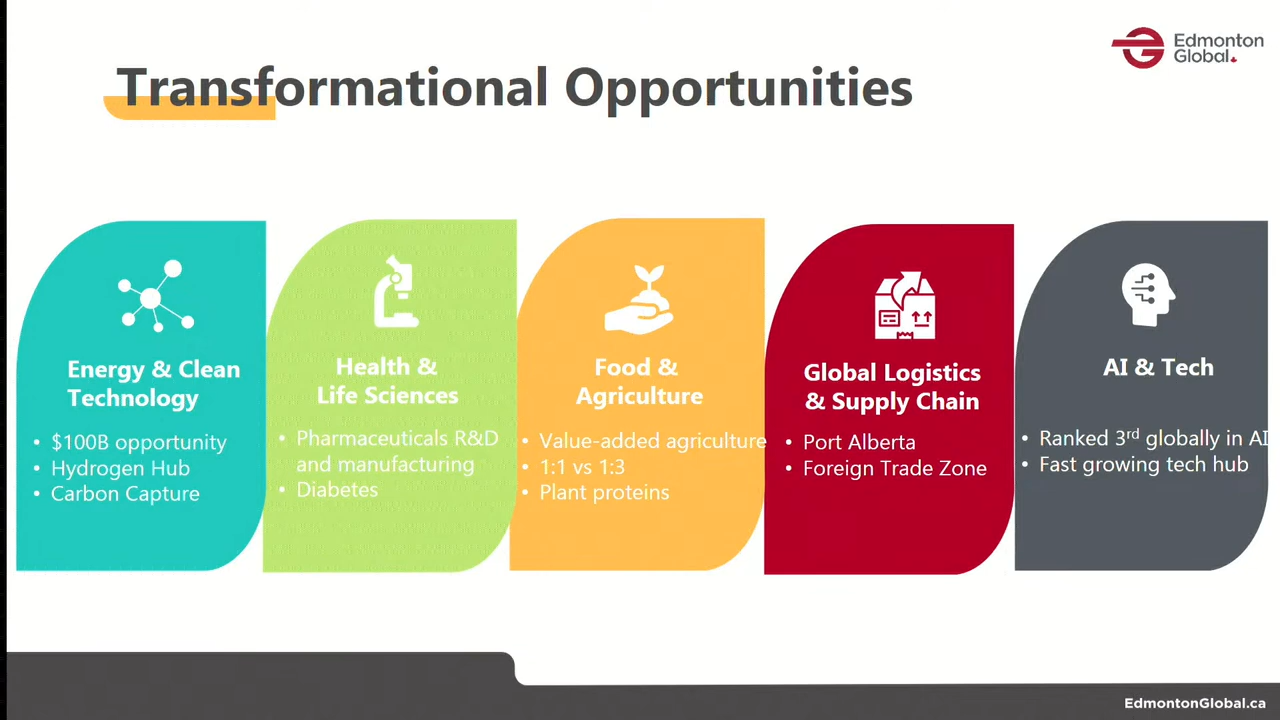 Edmonton
Global
Transformational Opportunities
Energy & Clean
Technology
• $100B opportunity
• Hydrogen Hub
• Carbon Capture
Health &
Life Sciences
• Pharmaceuticals R&D
and manufacturing
• Diabetes
Food &
Agriculture
• Value-added agriculture
• 1:1 vs 1:3
• Plant proteins
Global Logistics
& Supply Chain
• Port Alberta
• Foreign Trade Zone
AI & Tech
• Ranked 3rd globally in AI
• Fast growing tech hub
EdmontonGlobal.ca